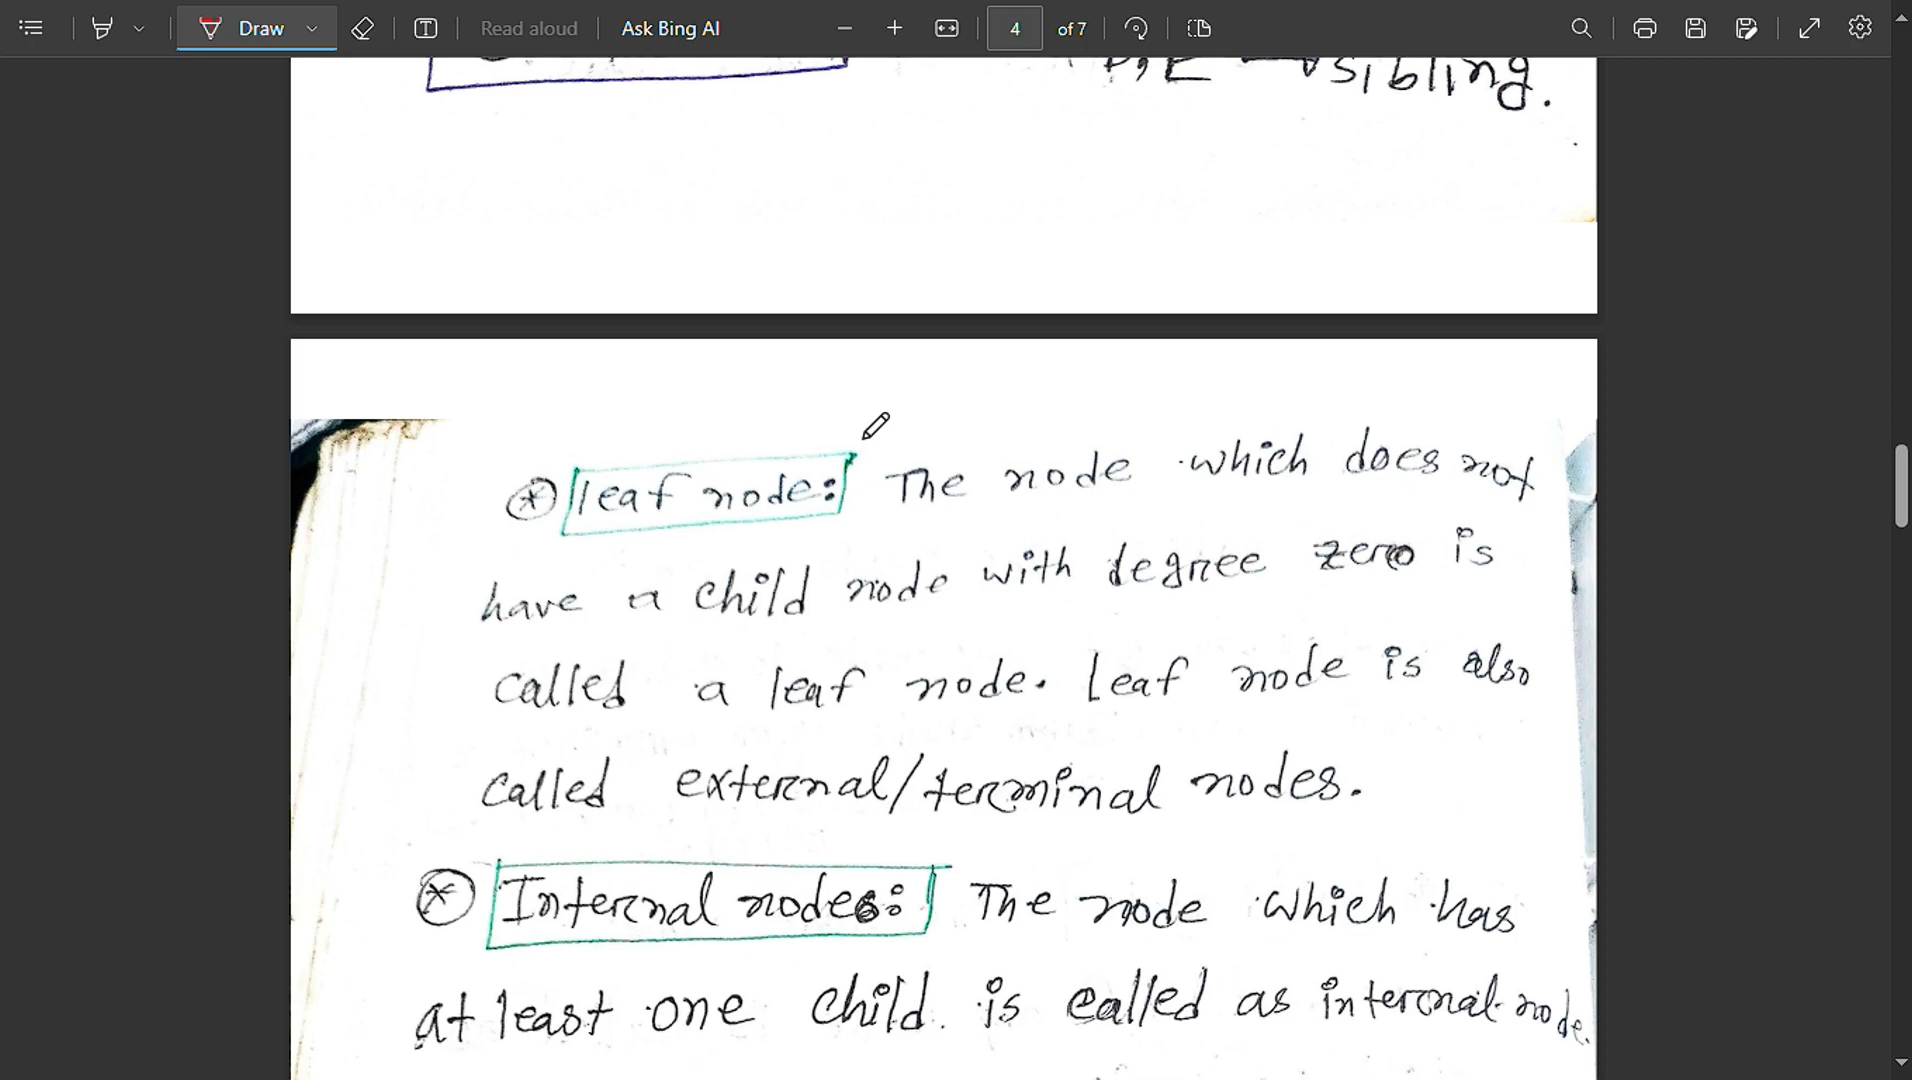 Draw
Read aloud
Ask Bing AI
4 of 7
sibling.
* leaf node: The node which does not
have a child node with degree zero is
called a leaf node. Leaf node is also
called external/terminal nodes.
* Internal nodes: The node which has
at least one child is called as internal node.